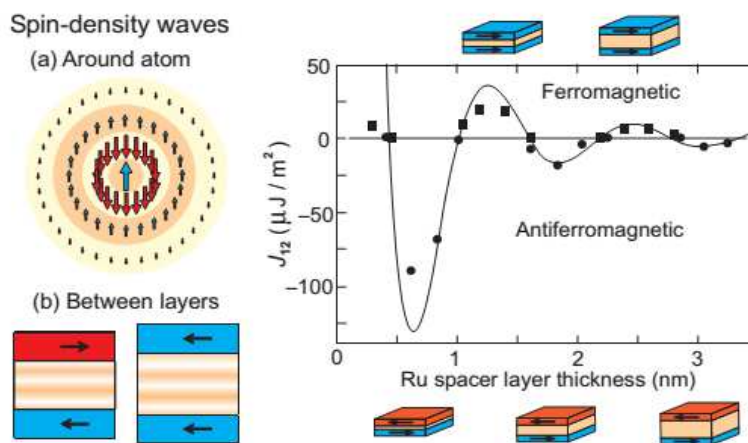 Spin-density waves
(a) Around atom
(b) Between layers
50
0
−50
−100
J12 (μJ / m²)
Ferromagnetic
Antiferromagnetic
0 1 2 3
Ru spacer layer thickness (nm)